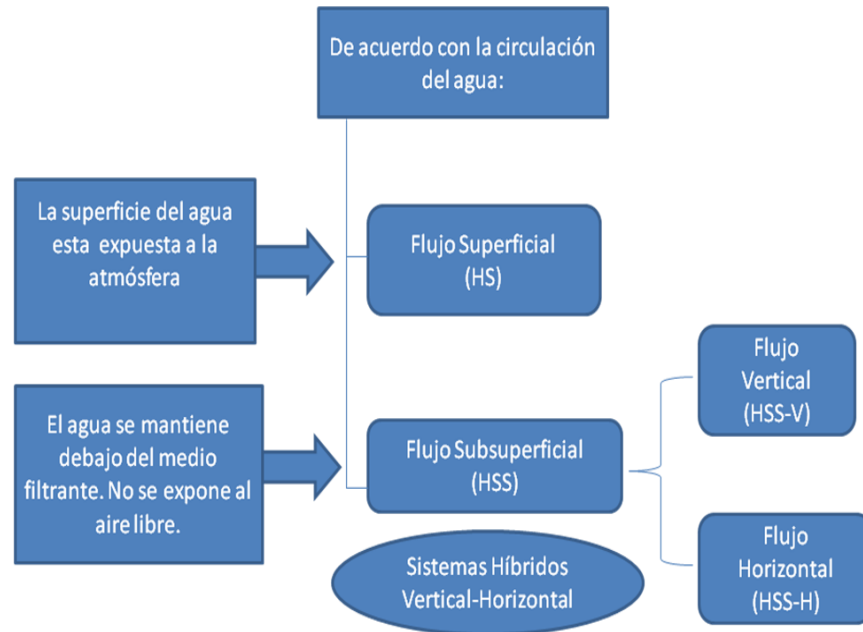 De acuerdo con la circulación
del agua:
La superficie del agua
esta expuesta a la
atmósfera
Flujo Superficial
(HS)
El agua se mantiene
debajo del medio
filtrante. No se expone al
aire libre.
Flujo Subsuperficial
(HSS)
Flujo
Vertical
(HSS-V)
Flujo
Horizontal
(HSS-H)
Sistemas Híbridos
Vertical-Horizontal